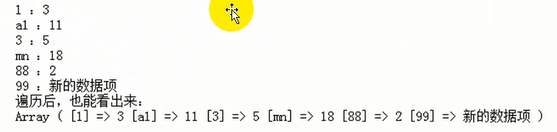 1 : 3
a1 : 11
3 : 5
mn : 18
88 : 2
99 : 新的数据项
遍历后，也能看出来：
Array ( [1] => 3 [a1] => 11 [3] => 5 [mn] => 18 [88] => 2 [99] => 新的数据项 )